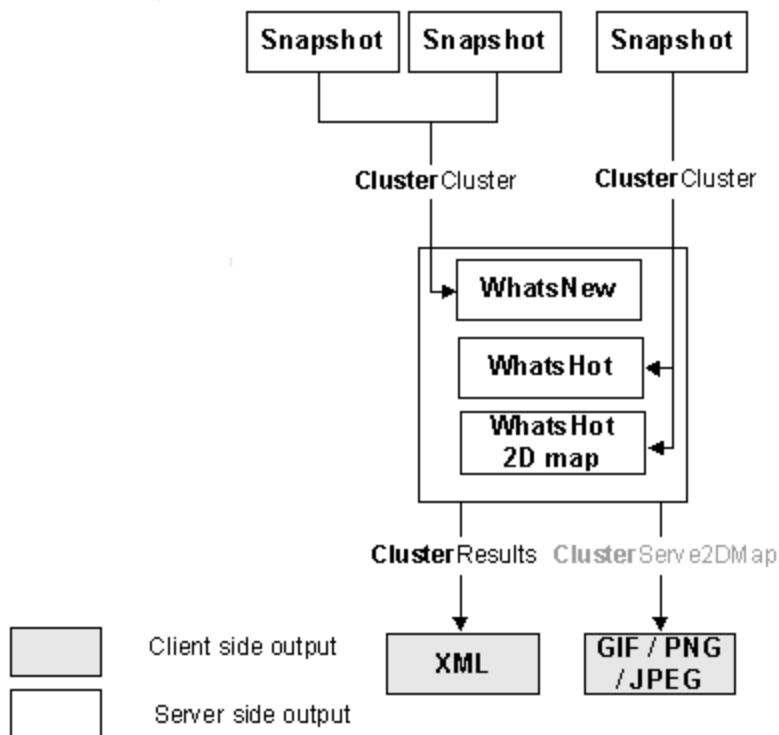 Snapshot Snapshot Snapshot
ClusterCluster ClusterCluster
WhatsNew
WhatsHot
WhatsHot
2D map
ClusterResults ClusterServe2DMap
Client side output
XML
GIF / PNG
/ JPEG
Server side output